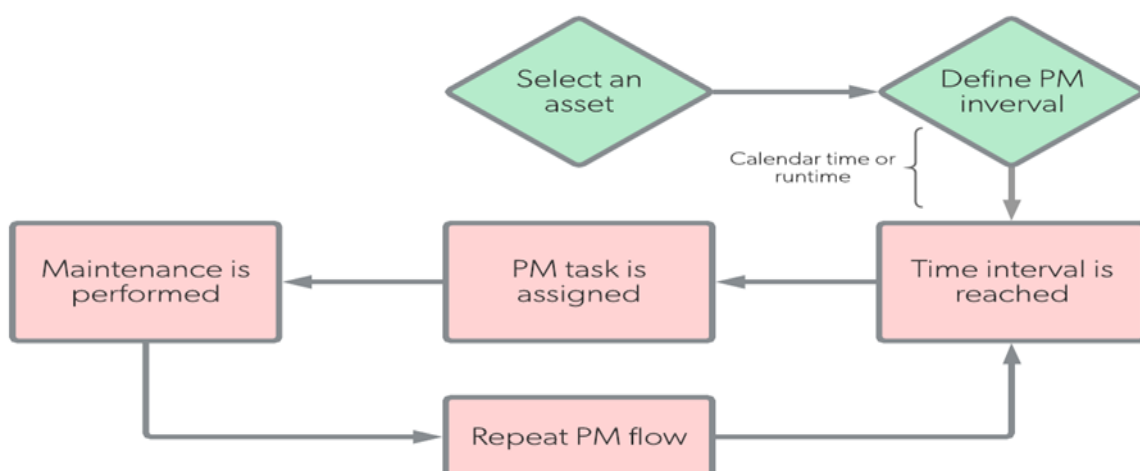 Select an
asset
Define PM
inverval
Calendar time or
runtime
Time interval is
reached
PM task is
assigned
Maintenance is
performed
Repeat PM flow